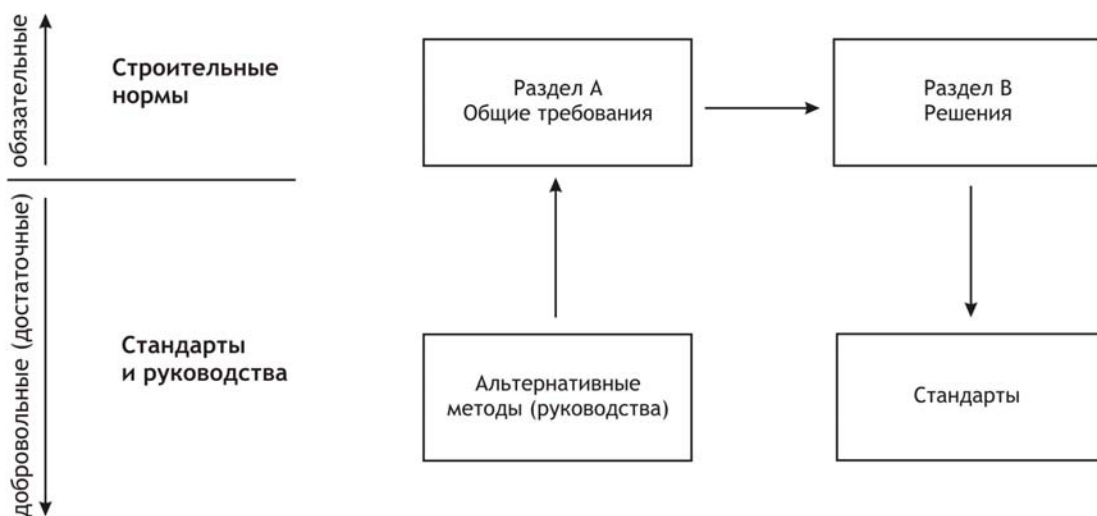 обязательные
Строительные
нормы
Раздел А
Общие требования
Раздел В
Решения
добровольные (достаточные)
Стандарты
и руководства
Альтернативные
методы (руководства)
Стандарты